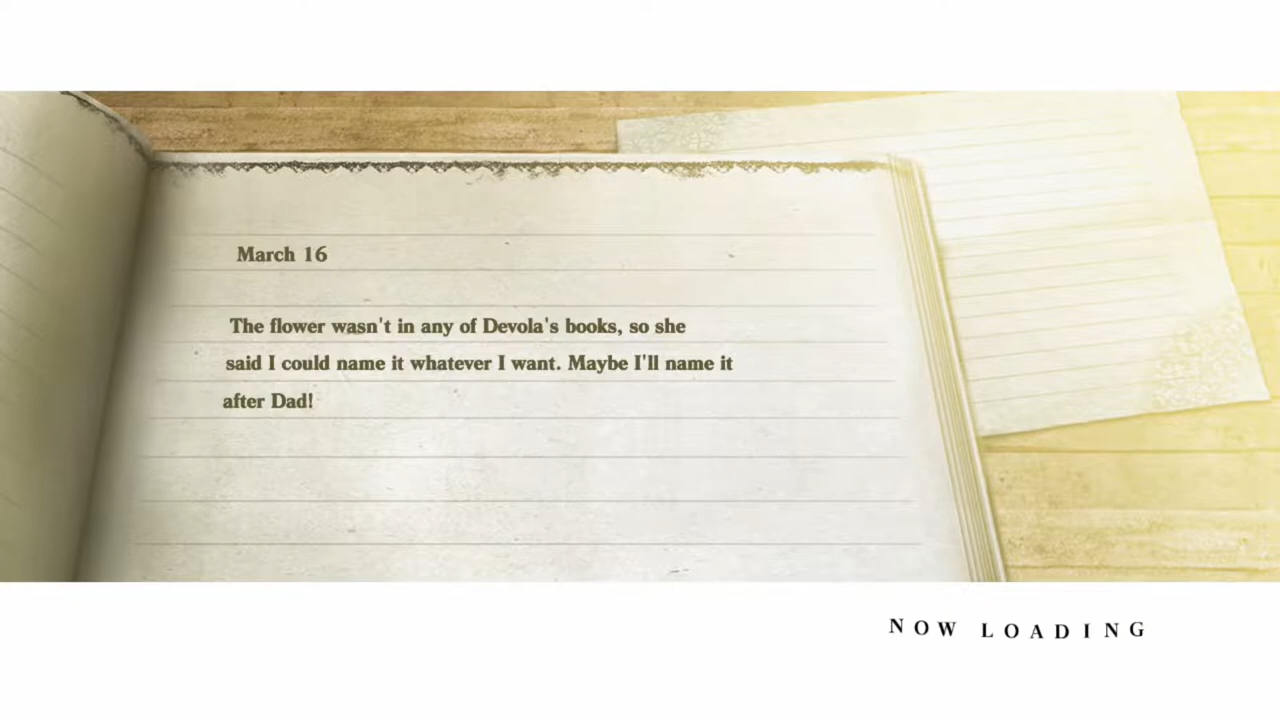 March 16
The flower wasn't in any of Devola's books, so she
said I could name it whatever I want. Maybe I'll name it
after Dad!
NOW LOADING